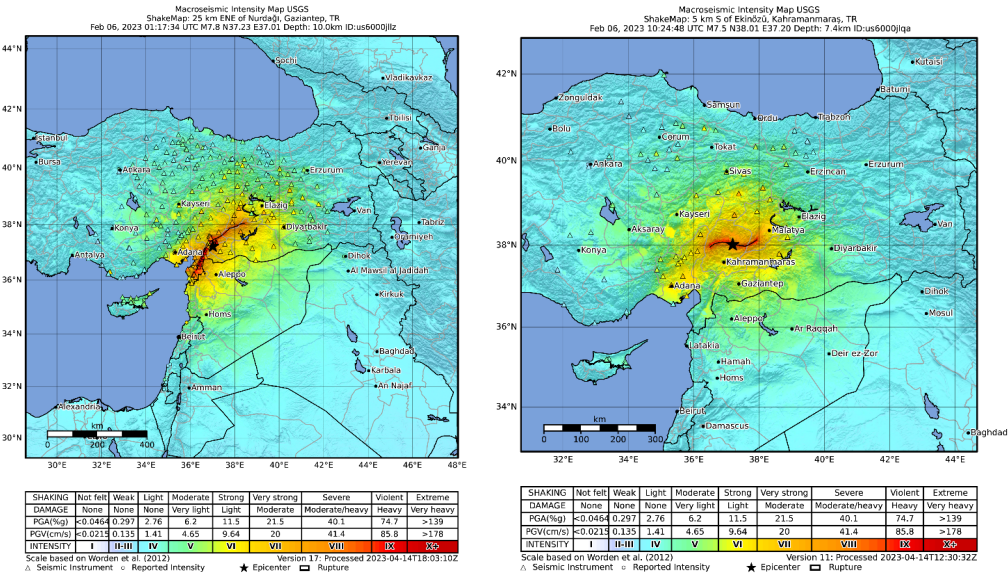 Macroseismic Intensity Map USGS
ShakeMap: 25 km ENE of Nurdağı, Gaziantep, TR
Feb 06, 2023 01:17:34 UTC M7.8 N37.23 E37.01 Depth: 10.0km ID:us6000jllz
44°N
42°N
40°N
38°N
36°N
34°N
32°N
30°N
Sochi
Vladikavkaz
Tbilisi
Istanbul
Ganja
Bursa
Yerevan
Ankara
Erzurum
Kayseri
Elazig
Van
Konya
Diyarbakir
Tabriz
Orumiyeh
Antalya
Adana
Dihok
Aleppo
Al Mawsil al Jadidah
Kirkuk
Homs
Beirut
Baghdad
Karbala
Amman
An Najaf
Alexandria
km
0 200 400
30°E 32°E 34°E 36°E 38°E 40°E 42°E 44°E 46°E 48°E
SHAKING Not felt Weak Light Moderate Strong Very strong Severe Violent Extreme
DAMAGE None None None Very light Light Moderate Moderate/heavy Heavy Very heavy
PGA(%g) <0.0464 0.297 2.76 6.2 11.5 21.5 40.1 74.7 >139
PGV(cm/s) <0.0215 0.135 1.41 4.65 9.64 20 41.4 85.8 >178
INTENSITY I II-III IV V VI VII VIII IX X+
Scale based on Worden et al. (2012) Version 17: Processed 2023-04-14T18:03:10Z
△ Seismic Instrument ○ Reported Intensity ★ Epicenter Rupture
Macroseismic Intensity Map USGS
ShakeMap: 5 km S of Ekinözü, Kahramanmaraş, TR
Feb 06, 2023 10:24:48 UTC M7.5 N38.01 E37.20 Depth: 7.4km ID:us6000jlqa
42°N
40°N
38°N
36°N
34°N
Kutaisi
Batumi
Zonguldak
Samsun
Ordu
Trabzon
Bolu
Corum
Tokat
Ankara
Sivas
Erzincan
Erzurum
Kayseri
Elazig
Aksaray
Malatya
Van
Konya
Diyarbakir
Kahramanmaras
Adana
Gaziantep
Dihok
Aleppo
Mosul
Ar Raqqah
Latakia
Deir ez-Zor
Hamah
Homs
Beirut
Damascus
Baghdad
km
0 100 200 300
32°E 34°E 36°E 38°E 40°E 42°E 44°E
SHAKING Not felt Weak Light Moderate Strong Very strong Severe Violent Extreme
DAMAGE None None None Very light Light Moderate Moderate/heavy Heavy Very heavy
PGA(%g) <0.0464 0.297 2.76 6.2 11.5 21.5 40.1 74.7 >139
PGV(cm/s) <0.0215 0.135 1.41 4.65 9.64 20 41.4 85.8 >178
INTENSITY I II-III IV V VI VII VIII IX X+
Scale based on Worden et al. (2012) Version 11: Processed 2023-04-14T12:30:32Z
△ Seismic Instrument ○ Reported Intensity ★ Epicenter Rupture